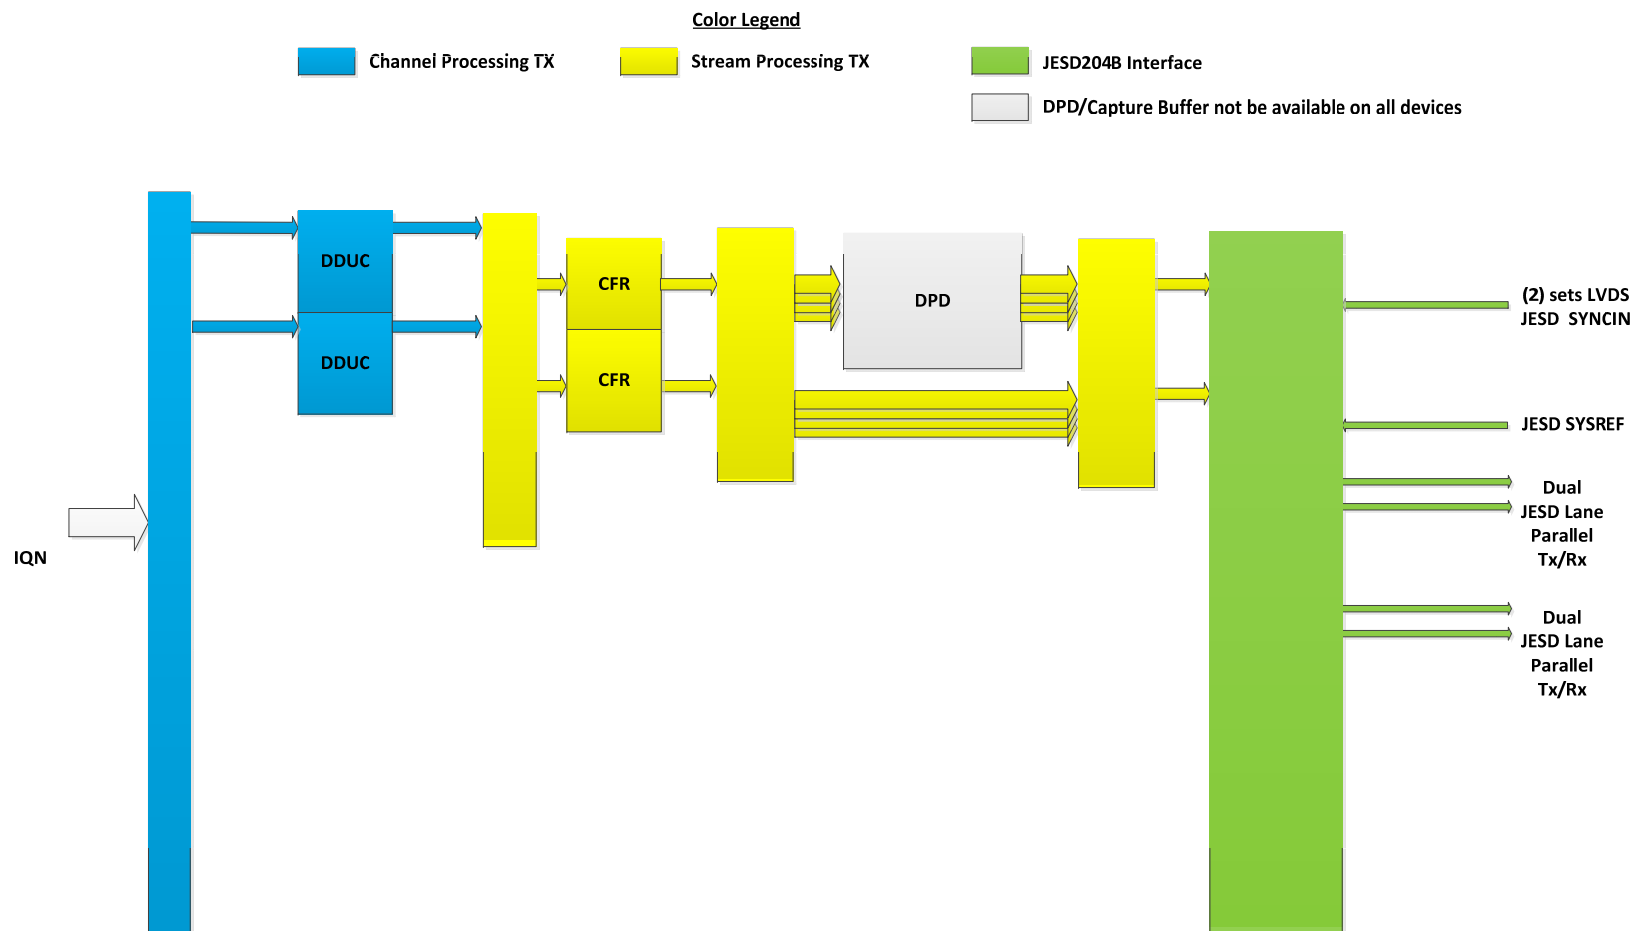 Color Legend
Channel Processing TX
Stream Processing TX
JESD204B Interface
DPD/Capture Buffer not be available on all devices
DDUC
DDUC
CFR
CFR
DPD
(2) sets LVDS
JESD SYNCIN
JESD SYSREF
Dual
JESD Lane
Parallel
Tx/Rx
Dual
JESD Lane
Parallel
Tx/Rx
IQN